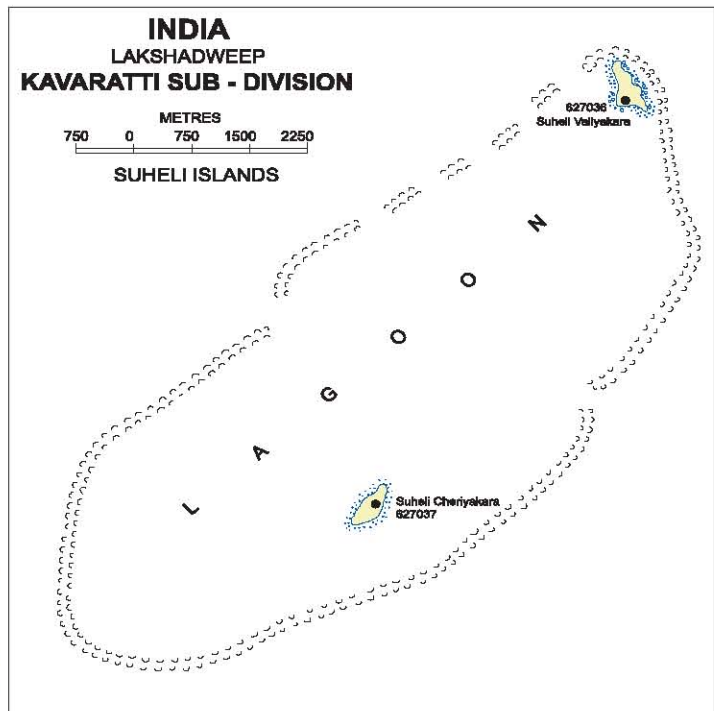 INDIA
LAKSHADWEEP
KAVARATTI SUB - DIVISION
METRES
750 0 750 1500 2250
SUHELI ISLANDS
627036
Suheli Valiyakara
LAGOON
Suheli Cheriyakara
627037